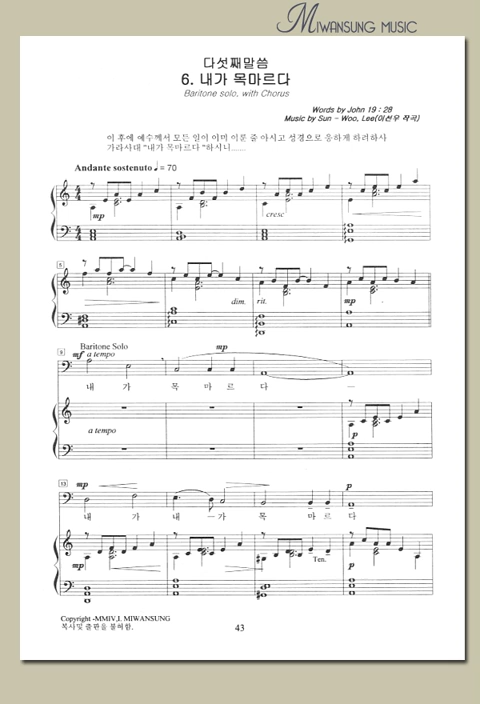 MIWANSUNG MUSIC
다섯째말씀
6. 내가 목마르다
Baritone solo, with Chorus
Words by John 19 : 28
Music by Sun - Woo, Lee(이선우 작곡)
이 후에 예수께서 모든 일이 이미 이룬 줄 아시고 성경으로 응하게 하려하사
가라사대 "내가 목마르다 "하시니......
Andante sostenuto ♩= 70
mp
cresc
5
dim. rit. mp
Baritone Solo
9
mf a tempo mp
내 가 목 마 르 다 —
a tempo
p
13
mp p
내 가 내 — 가 목 마 르 다
mp Ten. p
Copyright -MMIV,I. MIWANSUNG
복사및 출판을 불허함.
43